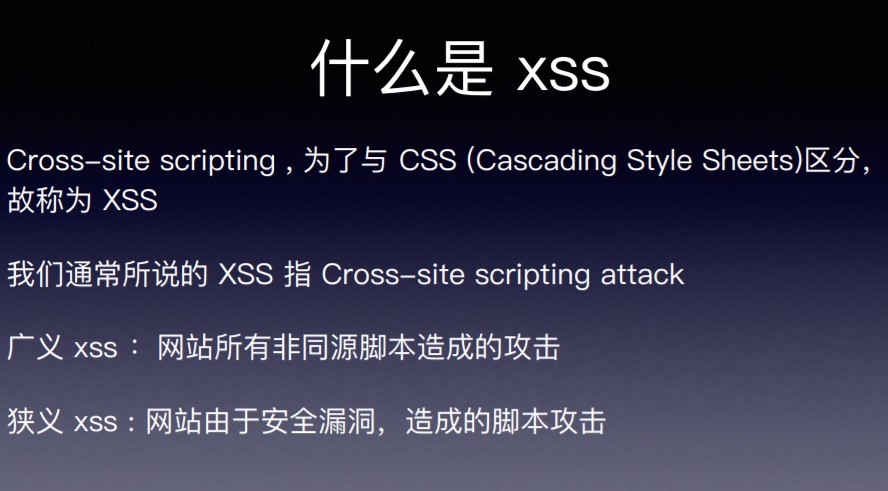 什么是 xss
Cross-site scripting , 为了与 CSS (Cascading Style Sheets)区分，
故称为 XSS
我们通常所说的 XSS 指 Cross-site scripting attack
广义 xss ： 网站所有非同源脚本造成的攻击
狭义 xss : 网站由于安全漏洞，造成的脚本攻击